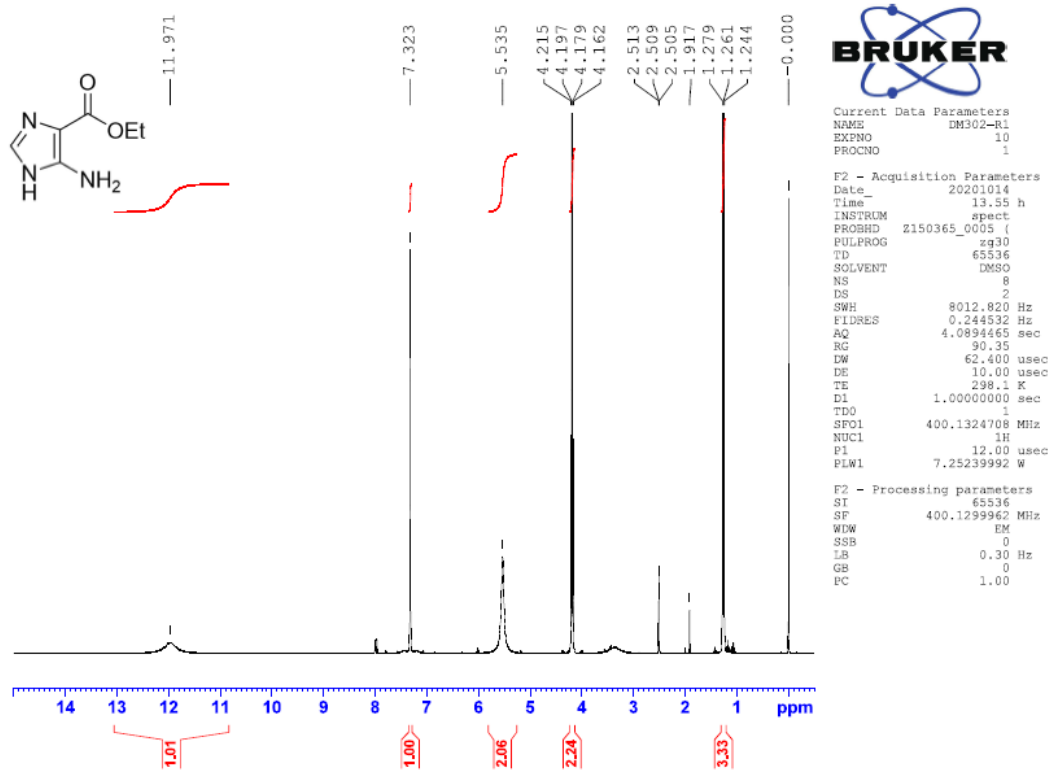 11.971
7.323
5.535
4.215
4.197
4.179
4.162
2.513
2.509
2.505
1.917
1.279
1.261
1.244
-0.000
O
OEt
N
N
H
NH2
BRUKER
Current Data Parameters
NAME DM302-R1
EXPNO 10
PROCNO 1
F2 - Acquisition Parameters
Date_ 20201014
Time 13.55 h
INSTRUM spect
PROBHD Z150365_0005 (
PULPROG zg30
TD 65536
SOLVENT DMSO
NS 8
DS 2
SWH 8012.820 Hz
FIDRES 0.244532 Hz
AQ 4.0894465 sec
RG 90.35
DW 62.400 usec
DE 10.00 usec
TE 298.1 K
D1 1.00000000 sec
TD0 1
SFO1 400.1324708 MHz
NUC1 1H
P1 12.00 usec
PLW1 7.25239992 W
F2 - Processing parameters
SI 65536
SF 400.1299962 MHz
WDW EM
SSB 0
LB 0.30 Hz
GB 0
PC 1.00
14 13 12 11 10 9 8 7 6 5 4 3 2 1 ppm
1.01
1.00
2.06
2.24
3.33